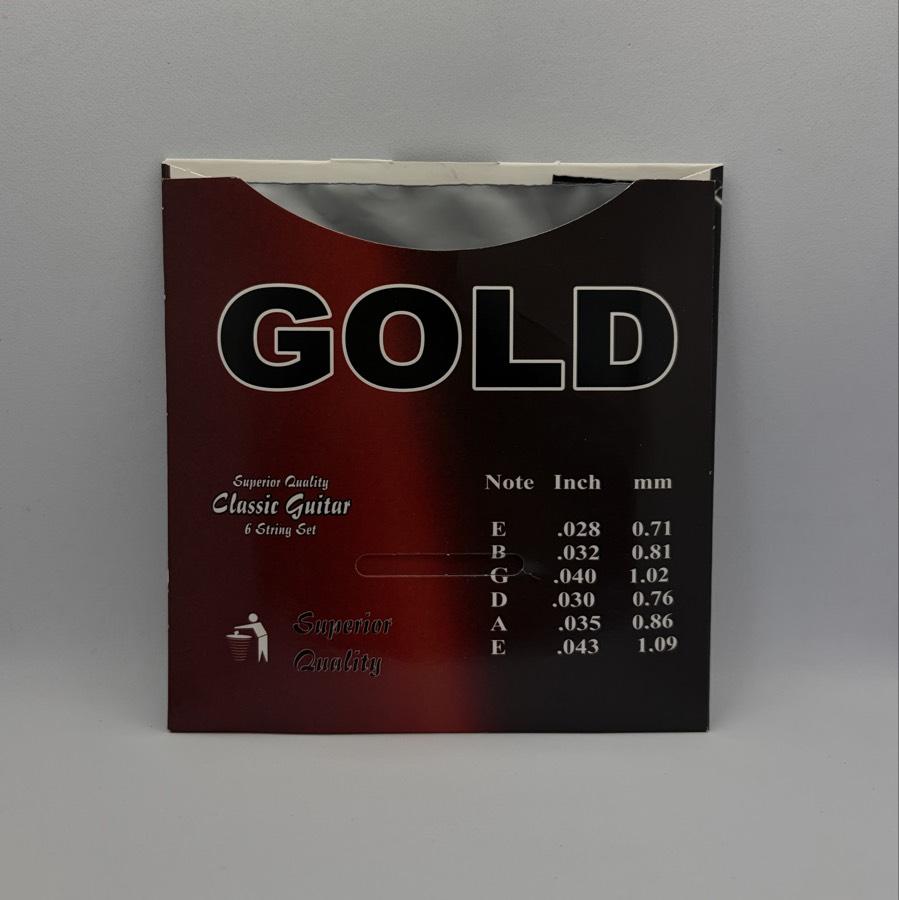 GOLD
Superior Quality
Classic Guitar
6 String Set
Note Inch mm
E .028 0.71
B .032 0.81
G .040 1.02
D .030 0.76
A .035 0.86
E .043 1.09
Superior
Quality